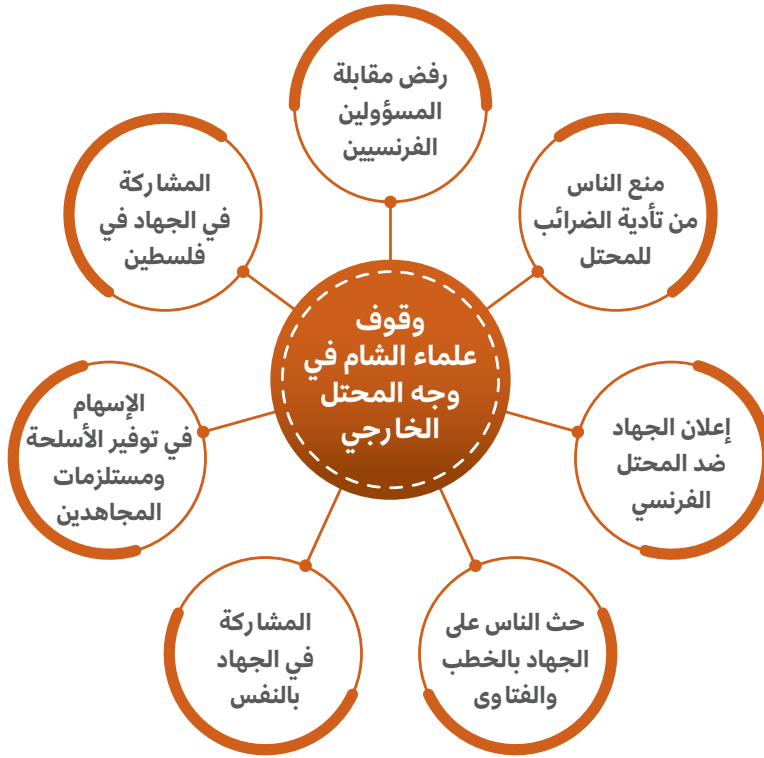 وقوف
علماء الشام في
وجه المحتل
الخارجي
رفض مقابلة
المسؤولين
الفرنسيين
منع الناس
من تأدية الضرائب
للمحتل
إعلان الجهاد
ضد المحتل
الفرنسي
حث الناس على
الجهاد بالخطب
والفتاوى
المشاركة
في الجهاد
بالنفس
الإسهام
في توفير الأسلحة
ومستلزمات
المجاهدين
المشاركة
في الجهاد في
فلسطين